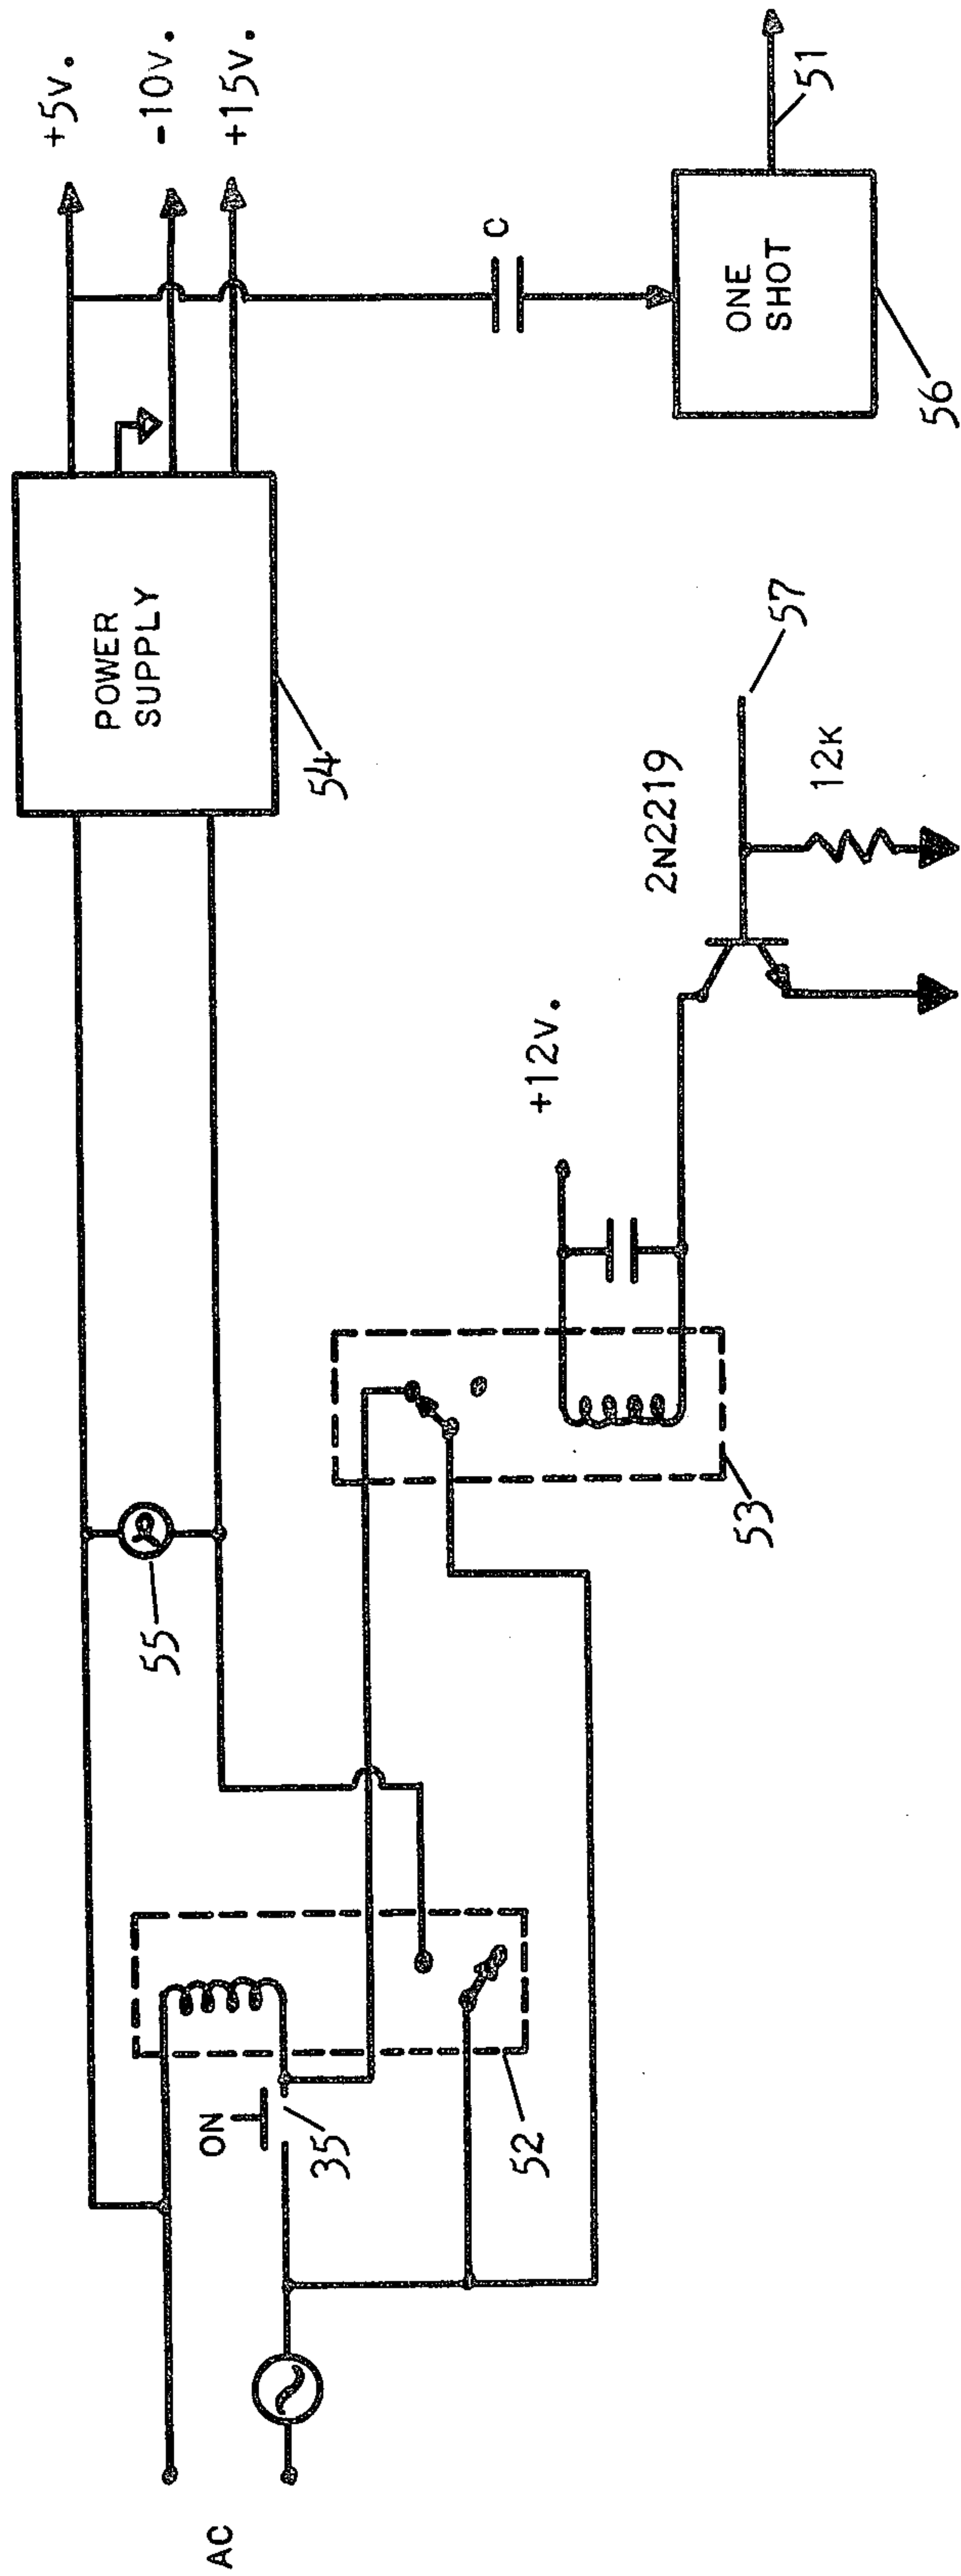 AC
ON
35
52
55
53
+12v.
2N2219
12K
57
POWER
SUPPLY
54
+5v.
-10v.
+15v.
C
ONE
SHOT
56
51